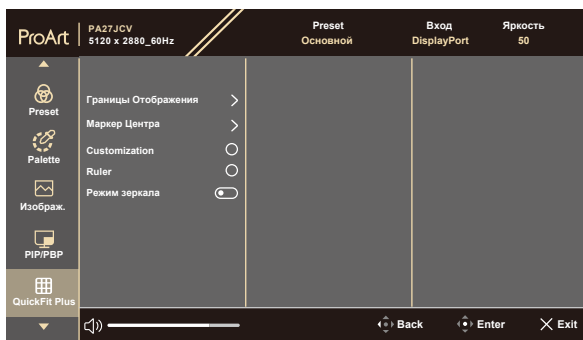 ProArt
PA27JCV
5120 x 2880_60Hz
Preset
Основной
Вход
DisplayPort
Яркость
50
Preset
Palette
Изображ.
PIP/PBP
QuickFit Plus
Границы Отображения
Маркер Центра
Customization
Ruler
Режим зеркала
Back
Enter
Exit